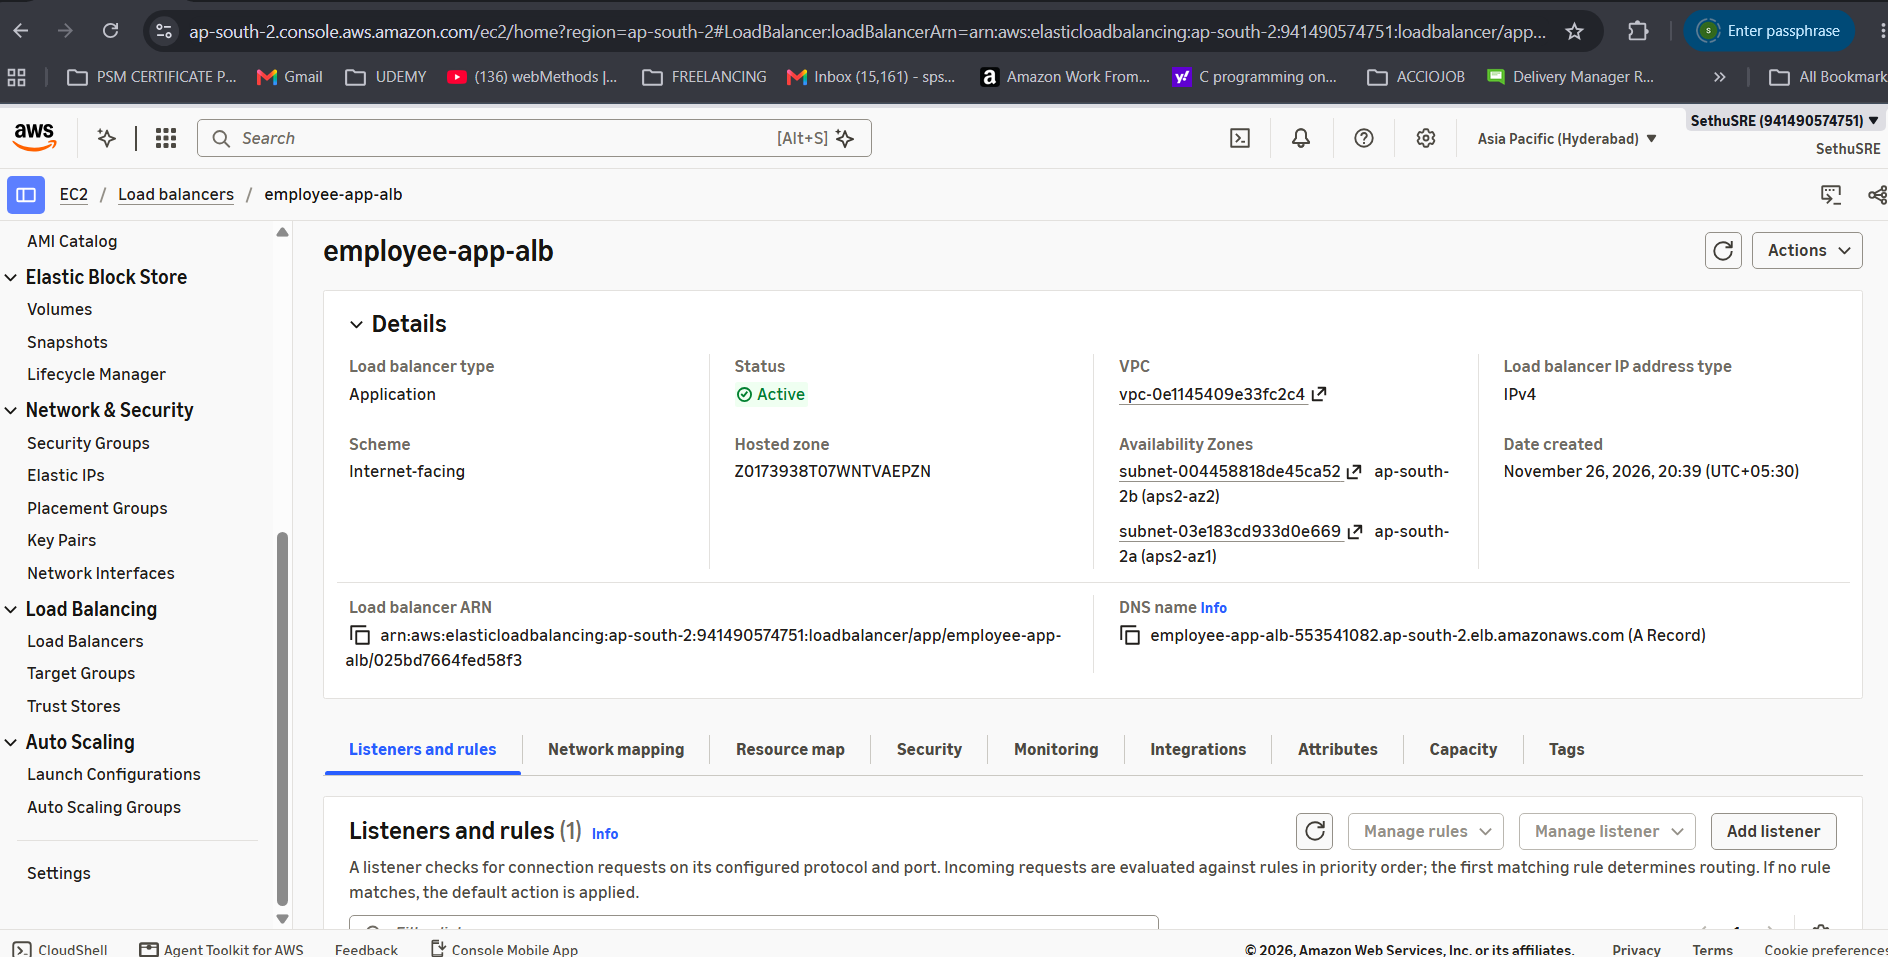 ap-south-2.console.aws.amazon.com/ec2/home?region=ap-south-2#LoadBalancer:loadBalancerArn=arn:aws:elasticloadbalancing:ap-south-2:941490574751:loadbalancer/app...
S
Enter passphrase
PSM CERTIFICATE P...
Gmail
UDEMY
(136) webMethods |...
FREELANCING
Inbox (15,161) - sps...
Amazon Work From...
C programming on...
ACCIOJOB
Delivery Manager R...
»
All Bookmark
aws
Search
[Alt+S]
Asia Pacific (Hyderabad)
SethuSRE (941490574751)
SethuSRE
EC2 / Load balancers / employee-app-alb
AMI Catalog
Elastic Block Store
Volumes
Snapshots
Lifecycle Manager
Network & Security
Security Groups
Elastic IPs
Placement Groups
Key Pairs
Network Interfaces
Load Balancing
Load Balancers
Target Groups
Trust Stores
Auto Scaling
Launch Configurations
Auto Scaling Groups
Settings
employee-app-alb
Actions
Details
Load balancer type
Application
Status
Active
VPC
vpc-0e1145409e33fc2c4
Load balancer IP address type
IPv4
Scheme
Internet-facing
Hosted zone
Z0173938T07WNTVAEPZN
Availability Zones
subnet-004458818de45ca52 ap-south-
2b (aps2-az2)
subnet-03e183cd933d0e669 ap-south-
2a (aps2-az1)
Date created
November 26, 2026, 20:39 (UTC+05:30)
Load balancer ARN
arn:aws:elasticloadbalancing:ap-south-2:941490574751:loadbalancer/app/employee-app-
alb/025bd7664fed58f3
DNS name Info
employee-app-alb-553541082.ap-south-2.elb.amazonaws.com (A Record)
Listeners and rules
Network mapping
Resource map
Security
Monitoring
Integrations
Attributes
Capacity
Tags
Listeners and rules (1) Info
Manage rules
Manage listener
Add listener
A listener checks for connection requests on its configured protocol and port. Incoming requests are evaluated against rules in priority order; the first matching rule determines routing. If no rule
matches, the default action is applied.
CloudShell
Agent Toolkit for AWS
Feedback
Console Mobile App
© 2026, Amazon Web Services, Inc. or its affiliates.
Privacy
Terms
Cookie preferences